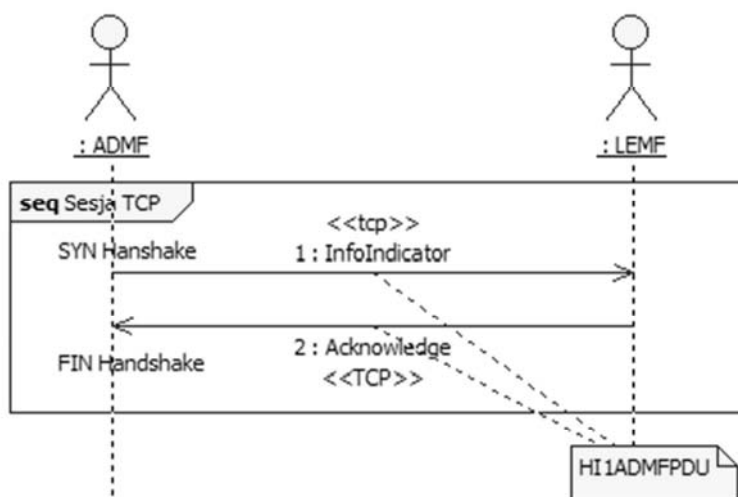 : ADMF
: LEMF
seq Sesja TCP
<<tcp>>
SYN Hanshake
1 : InfoIndicator
2 : Acknowledge
FIN Handshake
<<TCP>>
HI1ADMFPDU